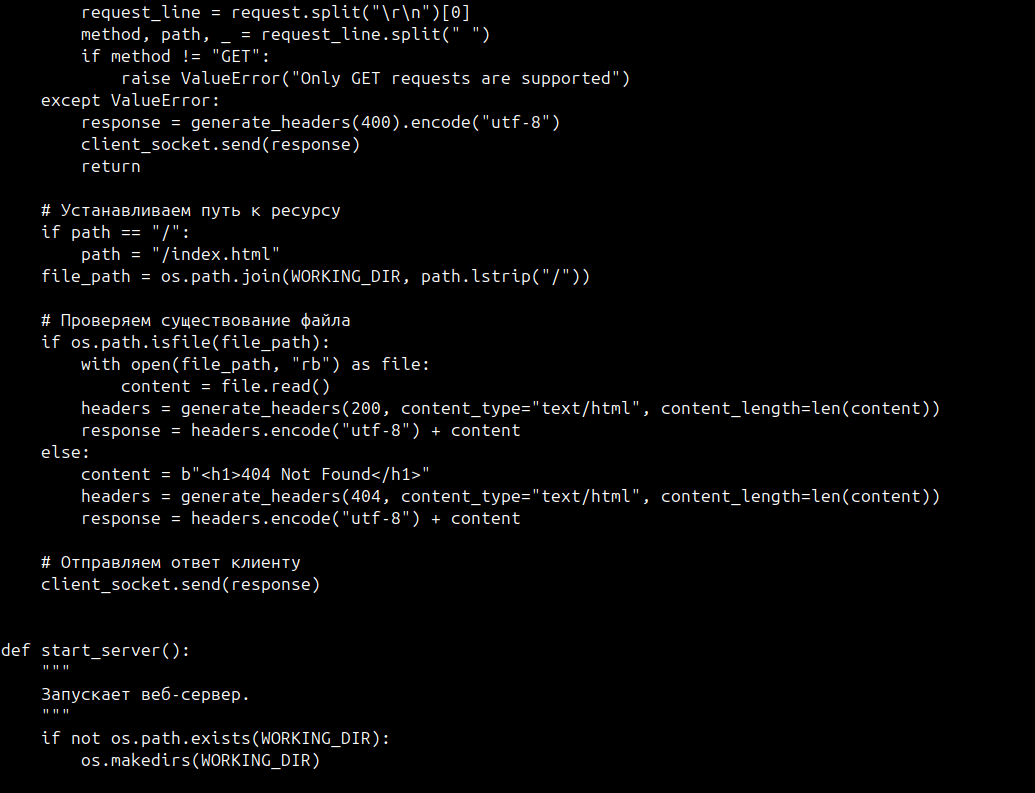 request_line = request.split("\r\n")[0]
        method, path, _ = request_line.split(" ")
        if method != "GET":
            raise ValueError("Only GET requests are supported")
    except ValueError:
        response = generate_headers(400).encode("utf-8")
        client_socket.send(response)
        return

    # Устанавливаем путь к ресурсу
    if path == "/":
        path = "/index.html"
    file_path = os.path.join(WORKING_DIR, path.lstrip("/"))

    # Проверяем существование файла
    if os.path.isfile(file_path):
        with open(file_path, "rb") as file:
            content = file.read()
        headers = generate_headers(200, content_type="text/html", content_length=len(content))
        response = headers.encode("utf-8") + content
    else:
        content = b"<h1>404 Not Found</h1>"
        headers = generate_headers(404, content_type="text/html", content_length=len(content))
        response = headers.encode("utf-8") + content

    # Отправляем ответ клиенту
    client_socket.send(response)


def start_server():
    """
    Запускает веб-сервер.
    """
    if not os.path.exists(WORKING_DIR):
        os.makedirs(WORKING_DIR)